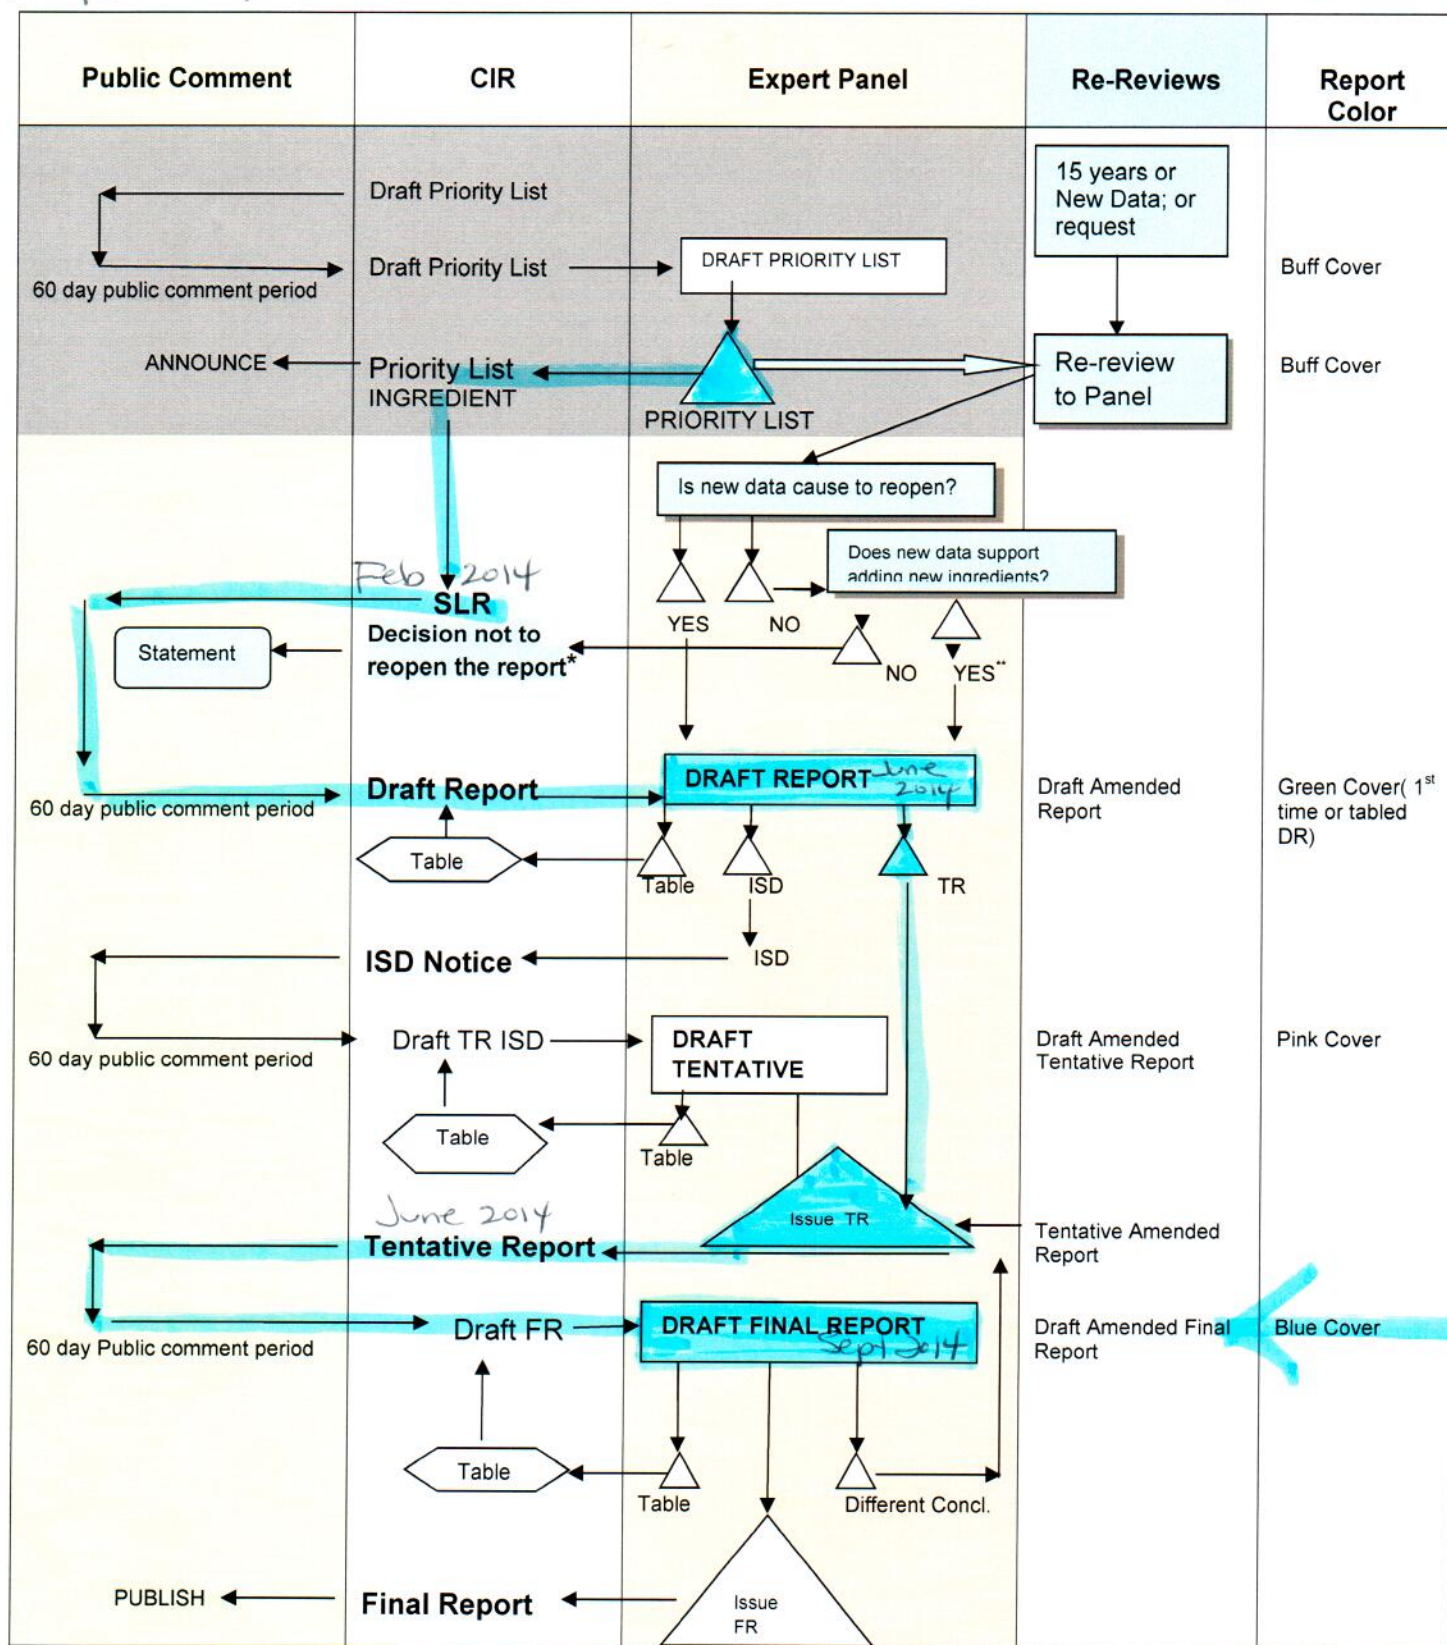 Public Comment
CIR
Expert Panel
Re-Reviews
Report
Color
Draft Priority List
15 years or
New Data; or
request
60 day public comment period
Draft Priority List
DRAFT PRIORITY LIST
Buff Cover
ANNOUNCE
Priority List
INGREDIENT
PRIORITY LIST
Re-review
to Panel
Buff Cover
Is new data cause to reopen?
Does new data support
adding new ingredients?
YES
NO
NO
YES**
Feb 2014
SLR
Decision not to
reopen the report*
Statement
60 day public comment period
Draft Report
DRAFT REPORT
June
2014
Draft Amended
Report
Green Cover( 1st
time or tabled
DR)
Table
Table
ISD
TR
ISD Notice
ISD
60 day public comment period
Draft TR ISD
DRAFT
TENTATIVE
Draft Amended
Tentative Report
Pink Cover
Table
Table
Issue TR
June 2014
Tentative Report
Tentative Amended
Report
60 day Public comment period
Draft FR
DRAFT FINAL REPORT
Sept 2014
Draft Amended Final
Report
Blue Cover
Table
Table
Different Concl.
PUBLISH
Final Report
Issue
FR